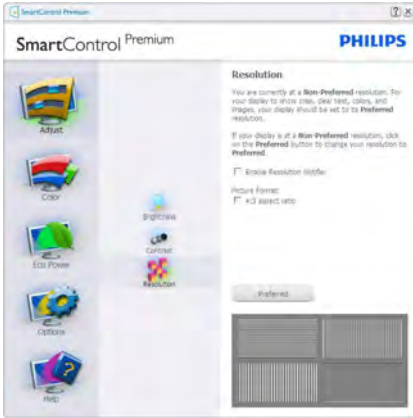 SmartControl Premium
SmartControl Premium
PHILIPS
Adjust
Color
Eco Power
Options
Help
Brightness
Contrast
Resolution
Resolution
You are currently at a Non-Preferred resolution. For
your display to show crisp, clear text, colors, and
images, your display should be set to its Preferred
resolution.
If your display is at a Non-Preferred resolution, click
on the Preferred button to change your resolution to
Preferred.
Enable Resolution Notifier
Picture Format
4:3 aspect ratio
Preferred